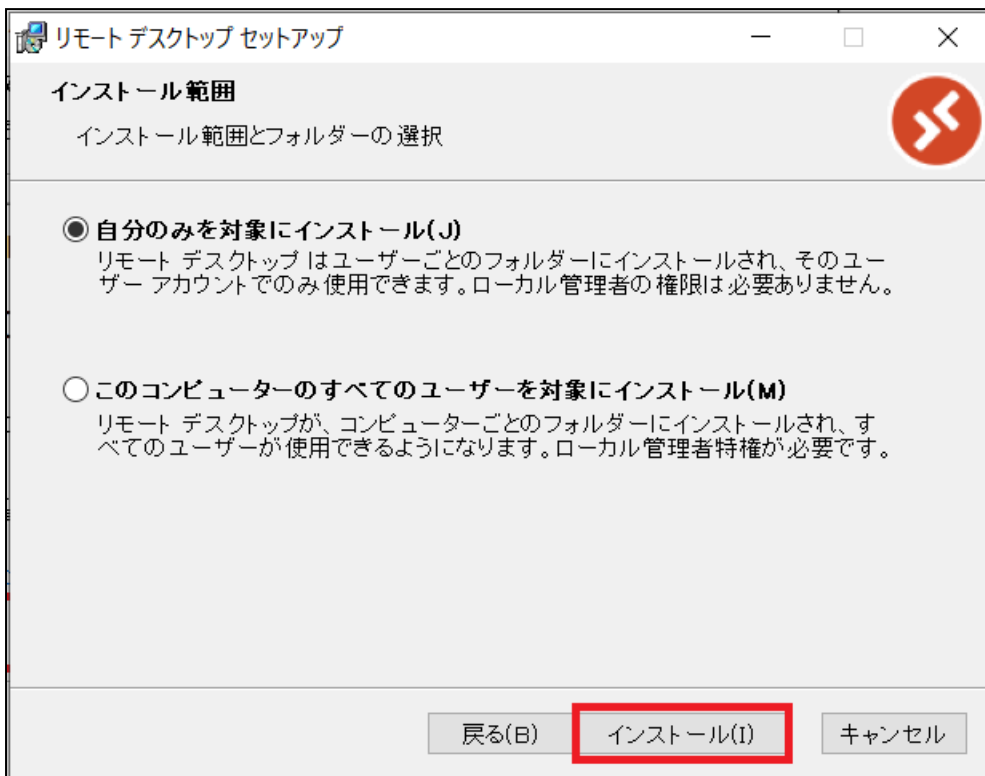 リモート デスクトップ セットアップ
インストール範囲
インストール範囲とフォルダーの選択
自分のみを対象にインストール(J)
リモート デスクトップ はユーザーごとのフォルダーにインストールされ、そのユー
ザー アカウントでのみ使用できます。ローカル管理者の権限は必要ありません。
このコンピューターのすべてのユーザーを対象にインストール(M)
リモート デスクトップが、コンピューターごとのフォルダーにインストールされ、す
べてのユーザーが使用できるようになります。ローカル管理者特権が必要です。
戻る(B) インストール(I) キャンセル